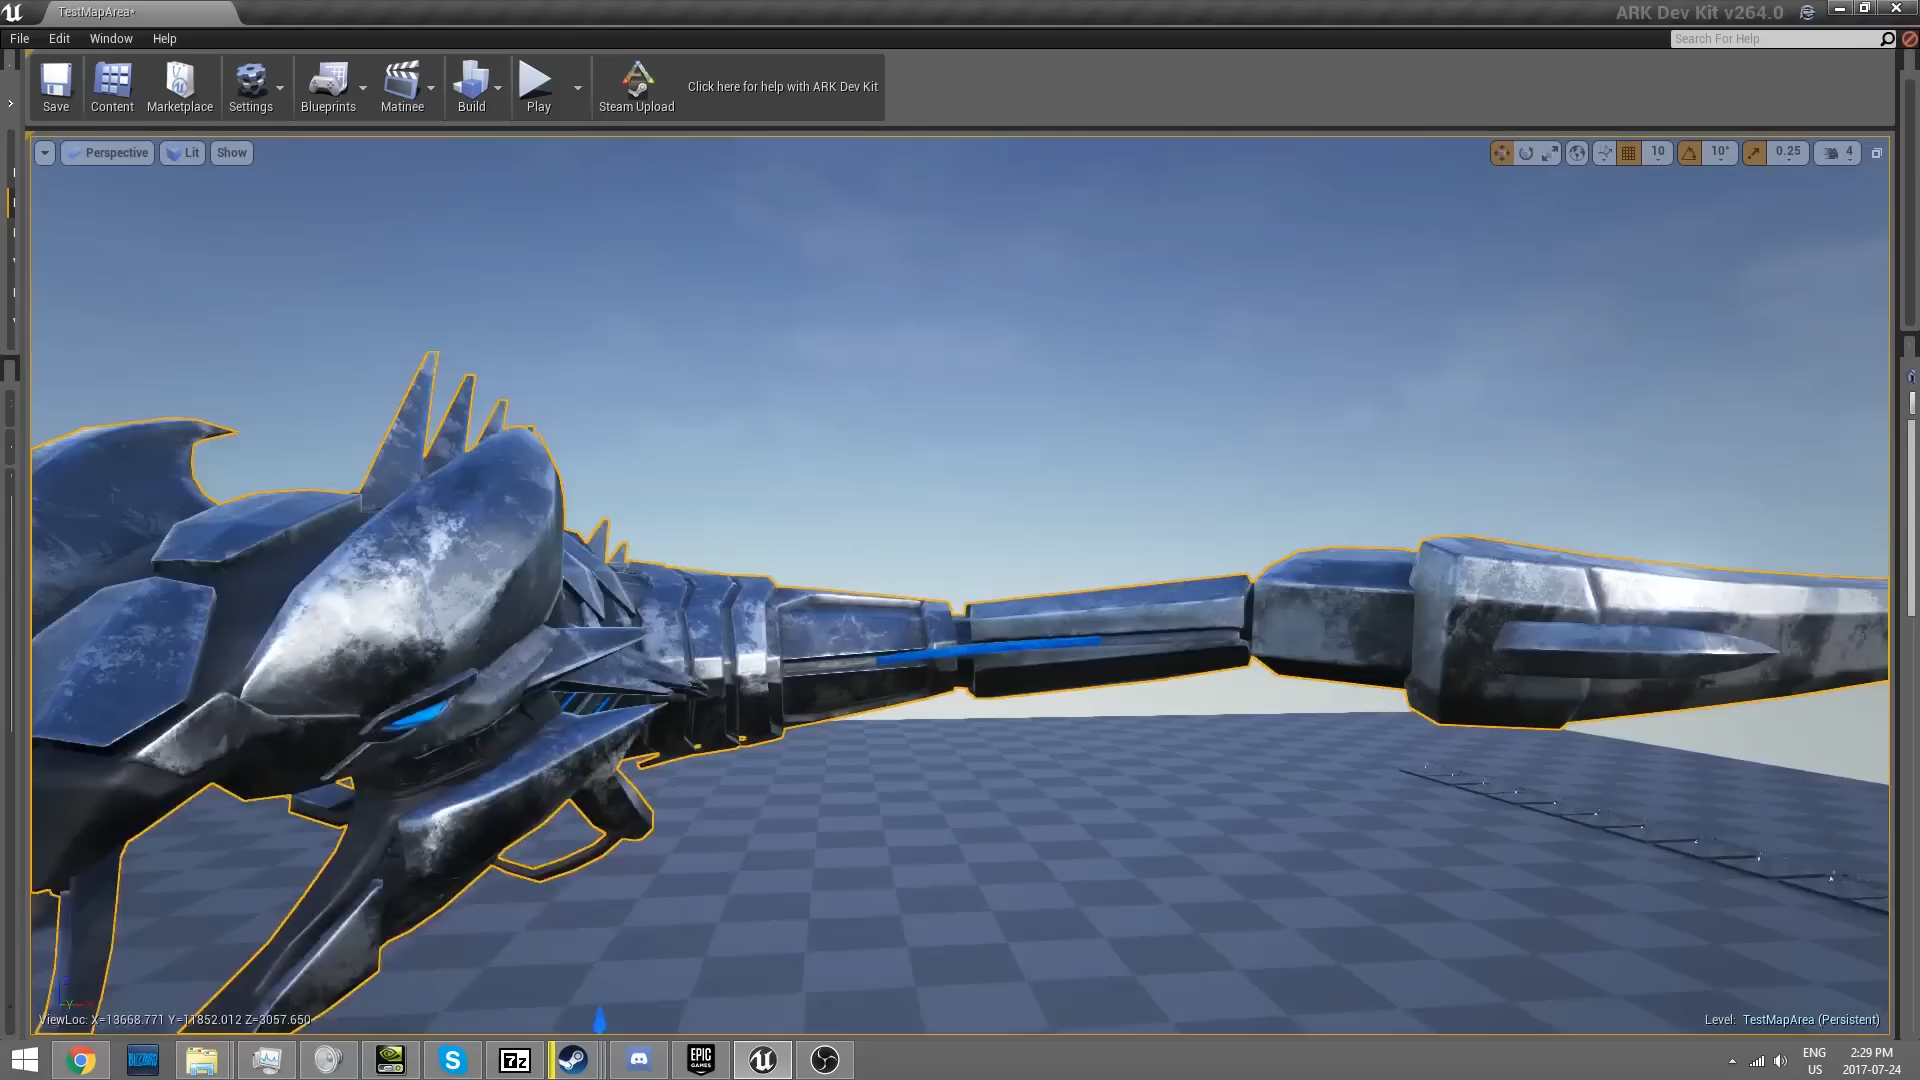 TestMapArea*
ARK Dev Kit v264.0
File Edit Window Help
Search For Help
Save
Content
Marketplace
Settings
Blueprints
Matinee
Build
Play
Steam Upload
Click here for help with ARK Dev Kit
Perspective
Lit
Show
10
10°
0.25
4
ViewLoc: X=13668.771 Y=11852.012 Z=3057.650
Level: TestMapArea (Persistent)
BLIZZARD
7z
EPIC
GAMES
ENG
US
2:29 PM
2017-07-24